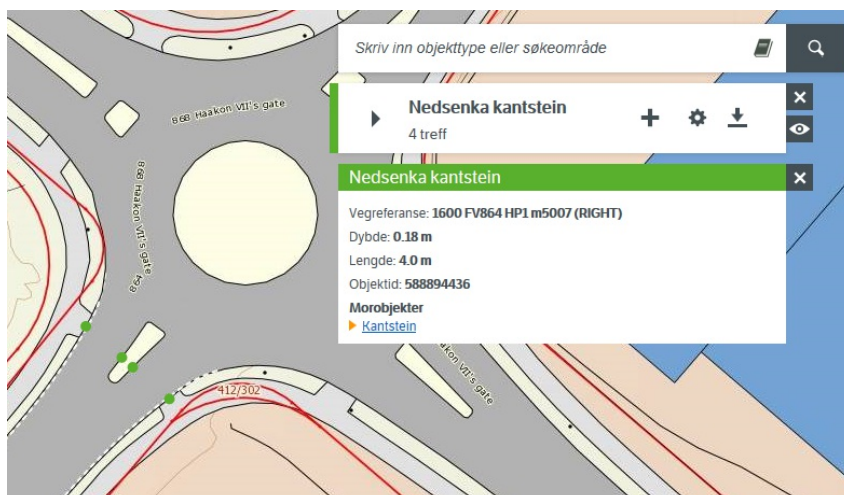 Skriv inn objekttype eller søkeområde
Nedsenka kantstein
4 treff
Nedsenka kantstein
Vegreferanse: 1600 FV864 HP1 m5007 (RIGHT)
Dybde: 0.18 m
Lengde: 4.0 m
Objektid: 588894436
Morobjekter
Kantstein
868 Haakon VII's gate
868 Haakon VII's gate
864
kon VII's gate
412/302